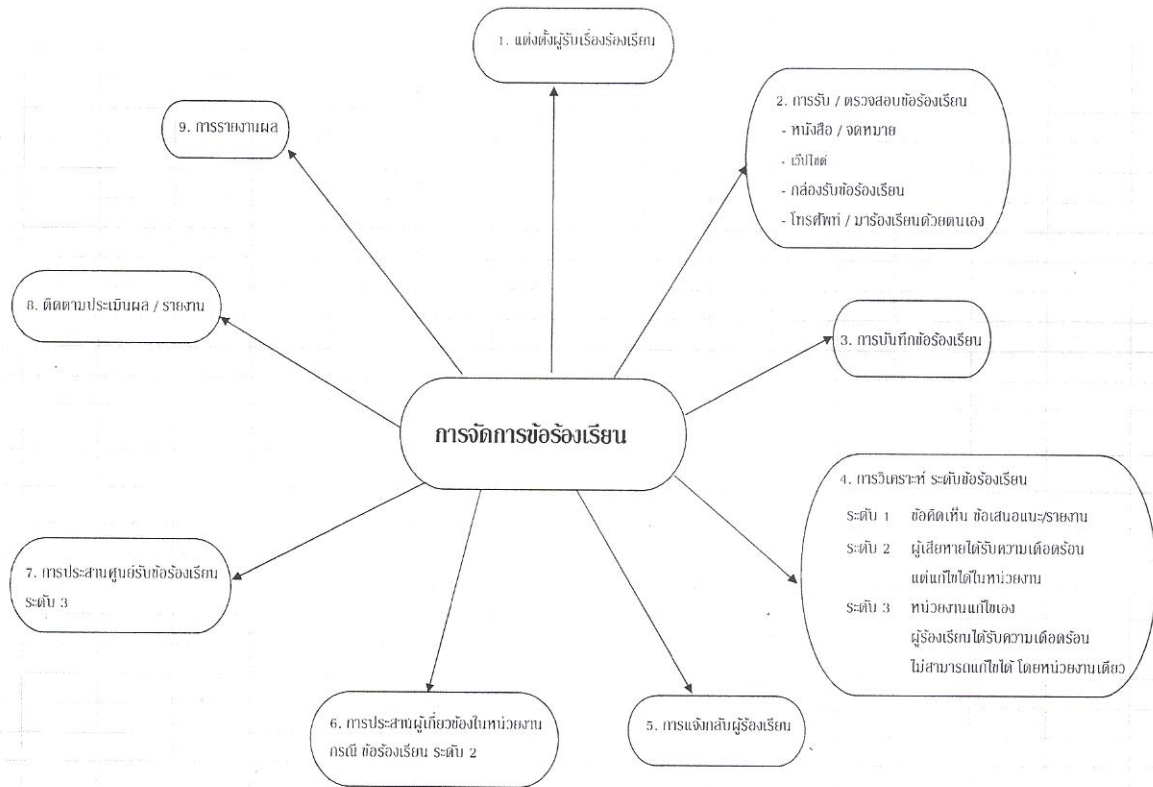 1. แต่งตั้งผู้รับเรื่องร้องเรียน
2. การรับ / ตรวจสอบข้อร้องเรียน
- หนังสือ / จดหมาย
- เว็ปไซต์
- กล่องรับข้อร้องเรียน
- โทรศัพท์ / มาร้องเรียนด้วยตนเอง
3. การบันทึกข้อร้องเรียน
4. การวิเคราะห์ ระดับข้อร้องเรียน
ระดับ 1 ข้อคิดเห็น ข้อเสนอแนะ/รายงาน
ระดับ 2 ผู้เสียหายได้รับความเดือดร้อน
แต่แก้ไขได้ในหน่วยงาน
ระดับ 3 หน่วยงานแก้ไขเอง
ผู้ร้องเรียนได้รับความเดือดร้อน
ไม่สามารถแก้ไขได้ โดยหน่วยงานเดียว
5. การแจ้งกลับผู้ร้องเรียน
6. การประสานผู้เกี่ยวข้องในหน่วยงาน
กรณี ข้อร้องเรียน ระดับ 2
7. การประสานศูนย์รับข้อร้องเรียน
ระดับ 3
8. ติดตามประเมินผล / รายงาน
9. การรายงานผล
การจัดการข้อร้องเรียน